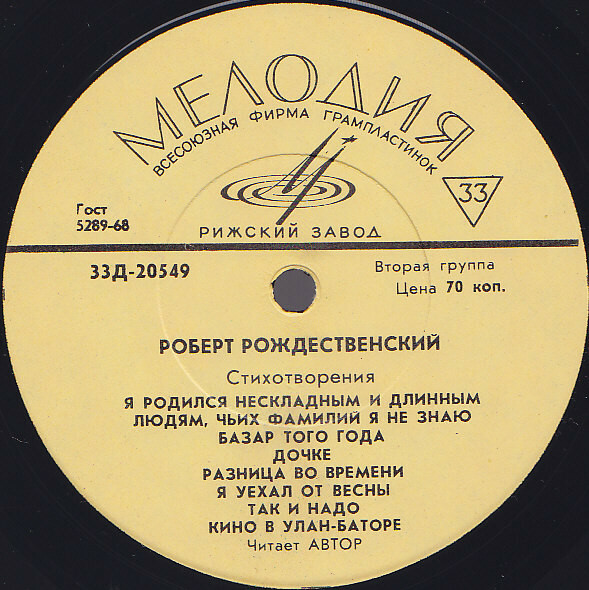 МЕЛОДИЯ
ВСЕСОЮЗНАЯ ФИРМА ГРАМПЛАСТИНОК
33
Гост
5289-68
РИЖСКИЙ ЗАВОД
33Д-20549
Вторая группа
Цена 70 коп.
РОБЕРТ РОЖДЕСТВЕНСКИЙ
Стихотворения
Я РОДИЛСЯ НЕСКЛАДНЫМ И ДЛИННЫМ
ЛЮДЯМ, ЧЬИХ ФАМИЛИЙ Я НЕ ЗНАЮ
БАЗАР ТОГО ГОДА
ДОЧКЕ
РАЗНИЦА ВО ВРЕМЕНИ
Я УЕХАЛ ОТ ВЕСНЫ
ТАК И НАДО
КИНО В УЛАН-БАТОРЕ
Читает АВТОР